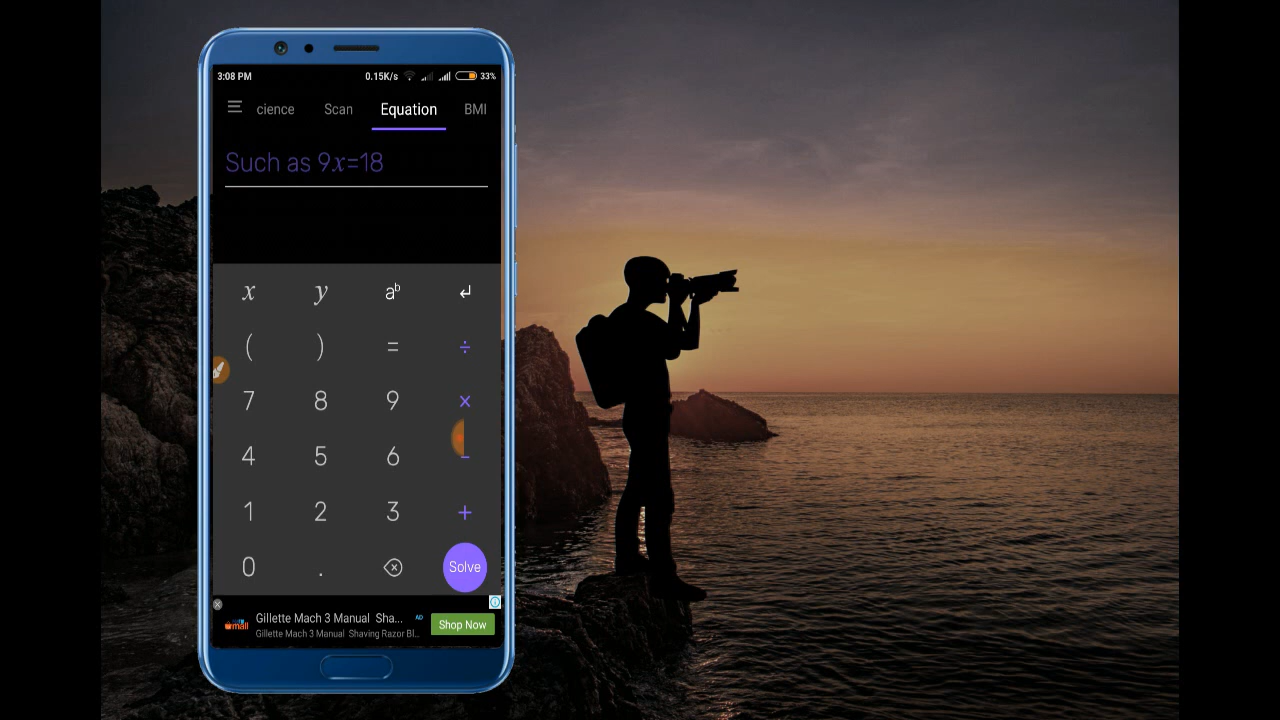 3:08 PM 0.15K/s 33%
cience Scan Equation BMI
Such as 9x=18
x y aᵇ ↵
( ) = ÷
7 8 9 ×
4 5 6 −
1 2 3 +
0 . Solve
Gillette Mach 3 Manual Sha... AD
Gillette Mach 3 Manual Shaving Razor Bl...
Shop Now
mall